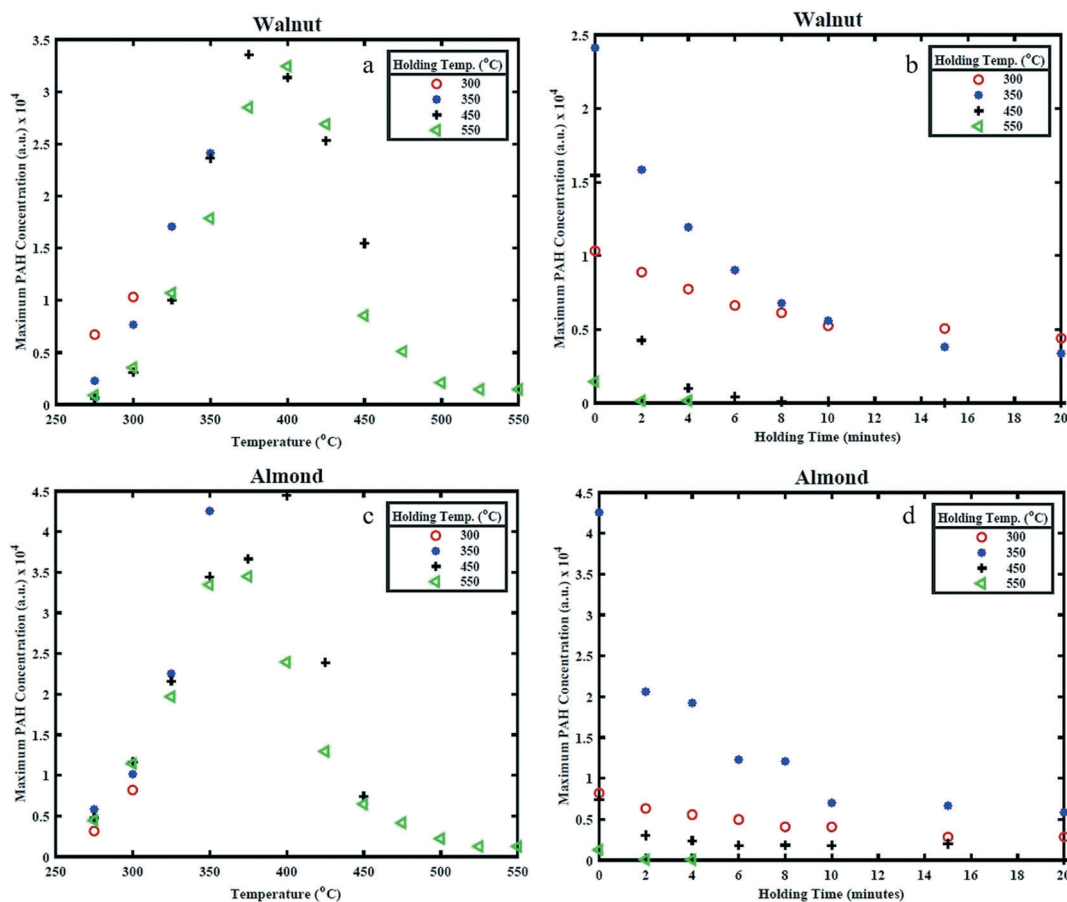 Walnut
Maximum PAH Concentration (a.u.) x 10⁴
3.5
3
2.5
2
1.5
1
0.5
0
a
Holding Temp. (°C)
300
350
450
550
250 300 350 400 450 500 550
Temperature (°C)
Walnut
Maximum PAH Concentration (a.u.) x 10⁴
2.5
2
1.5
1
0.5
0
b
Holding Temp. (°C)
300
350
450
550
0 2 4 6 8 10 12 14 16 18 20
Holding Time (minutes)
Almond
Maximum PAH Concentration (a.u.) x 10⁴
4.5
4
3.5
3
2.5
2
1.5
1
0.5
0
c
Holding Temp. (°C)
300
350
450
550
250 300 350 400 450 500 550
Temperature (°C)
Almond
Maximum PAH Concentration (a.u.) x 10⁴
4.5
4
3.5
3
2.5
2
1.5
1
0.5
0
d
Holding Temp. (°C)
300
350
450
550
0 2 4 6 8 10 12 14 16 18 20
Holding Time (minutes)